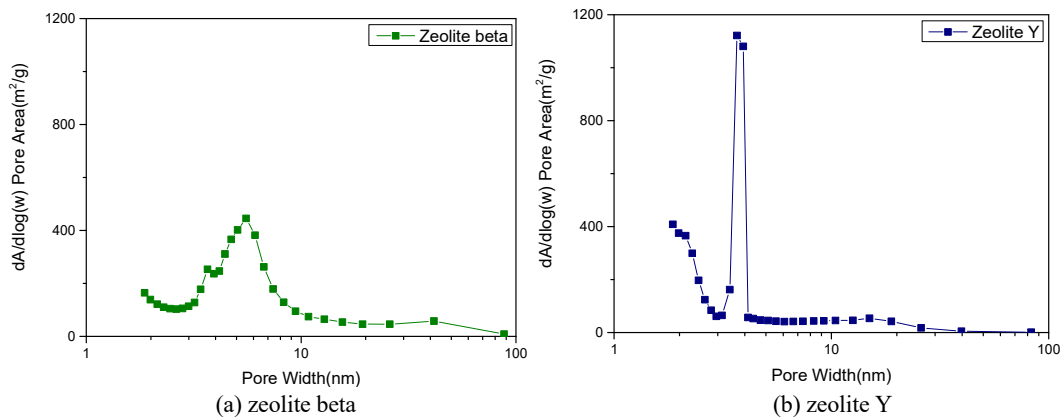 1200
800
400
0
dA/dlog(w) Pore Area(m²/g)
Zeolite beta
1
10
100
Pore Width(nm)
(a) zeolite beta
1200
800
400
0
dA/dlog(w) Pore Area(m²/g)
Zeolite Y
1
10
100
Pore Width(nm)
(b) zeolite Y